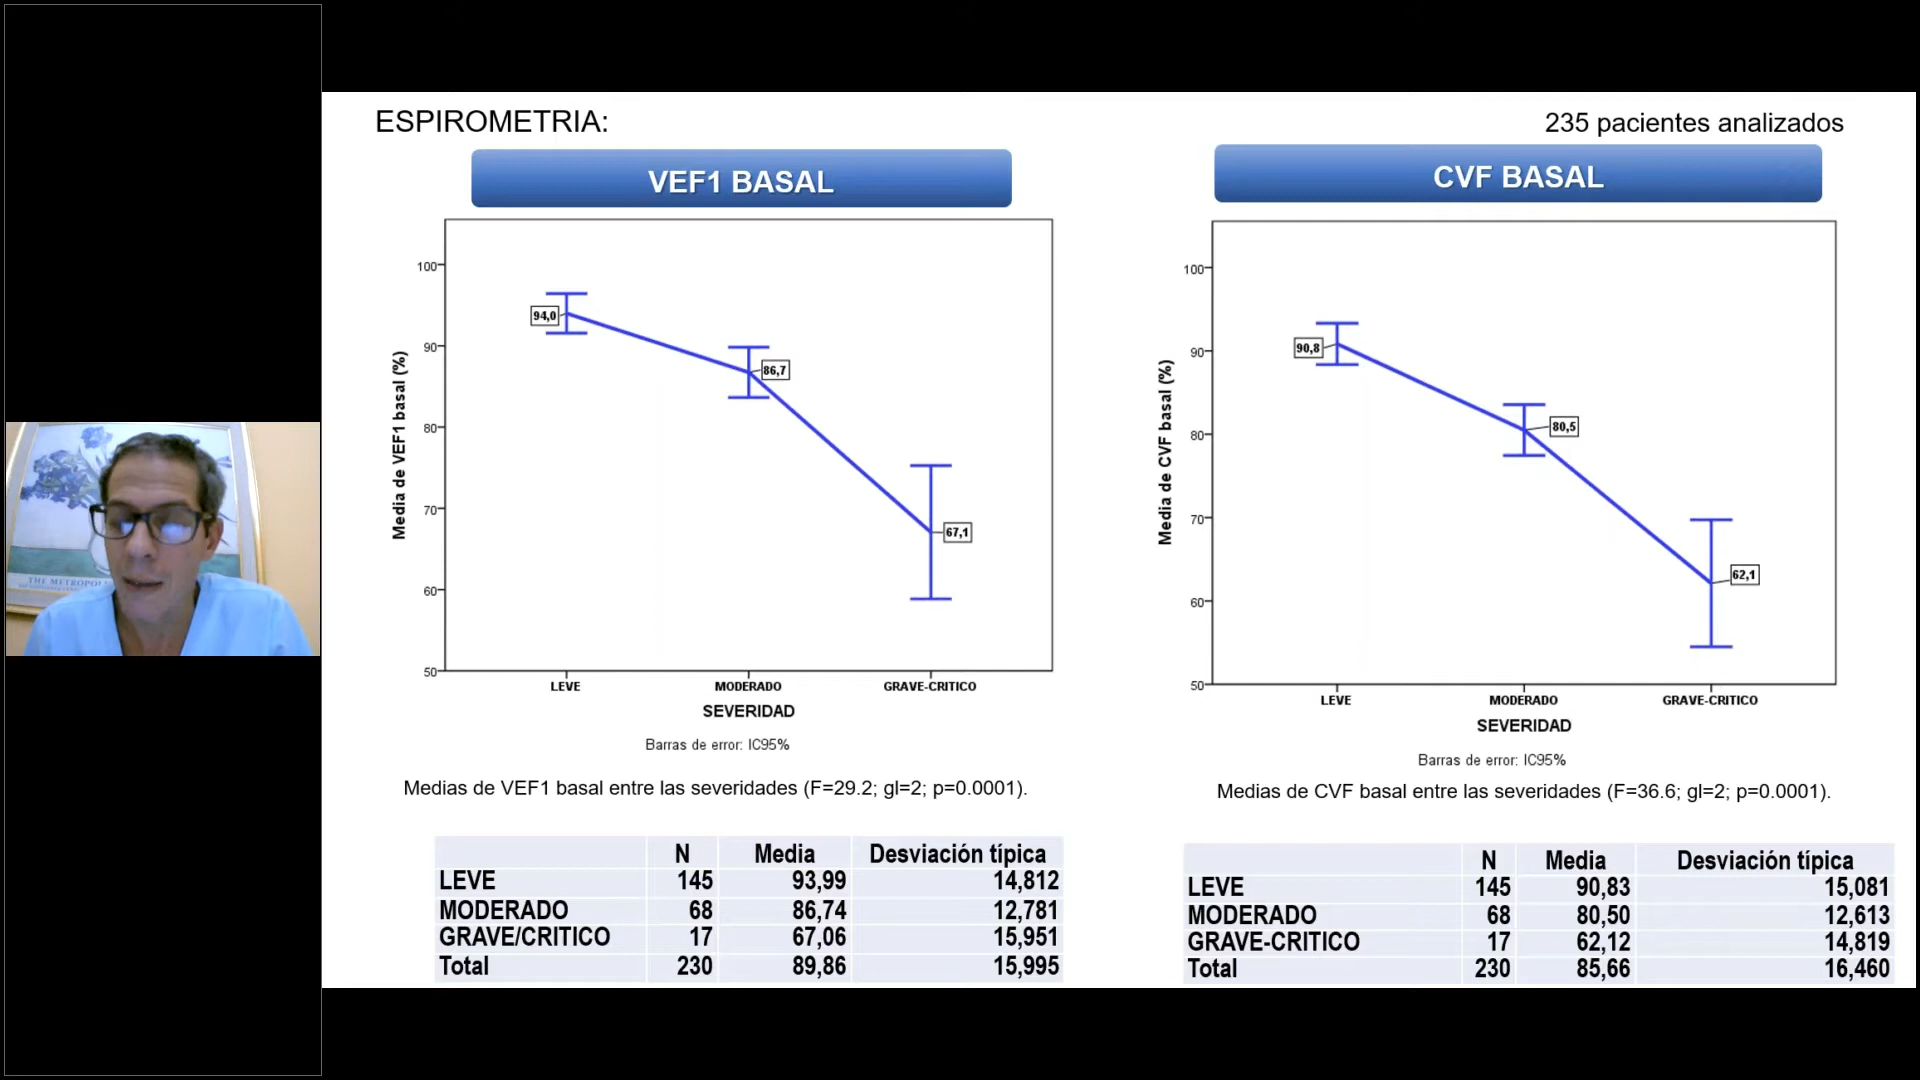 ESPIROMETRIA:
235 pacientes analizados
VEF1 BASAL
Media de VEF1 basal (%)
100
90
80
70
60
50
94,0
86,7
67,1
LEVE MODERADO GRAVE-CRITICO
SEVERIDAD
Barras de error: IC95%
Medias de VEF1 basal entre las severidades (F=29.2; gl=2; p=0.0001).
N Media Desviación típica
LEVE 145 93,99 14,812
MODERADO 68 86,74 12,781
GRAVE/CRITICO 17 67,06 15,951
Total 230 89,86 15,995
CVF BASAL
Media de CVF basal (%)
100
90
80
70
60
50
90,8
80,5
62,1
LEVE MODERADO GRAVE-CRITICO
SEVERIDAD
Barras de error: IC95%
Medias de CVF basal entre las severidades (F=36.6; gl=2; p=0.0001).
N Media Desviación típica
LEVE 145 90,83 15,081
MODERADO 68 80,50 12,613
GRAVE-CRITICO 17 62,12 14,819
Total 230 85,66 16,460
THE METROPOL